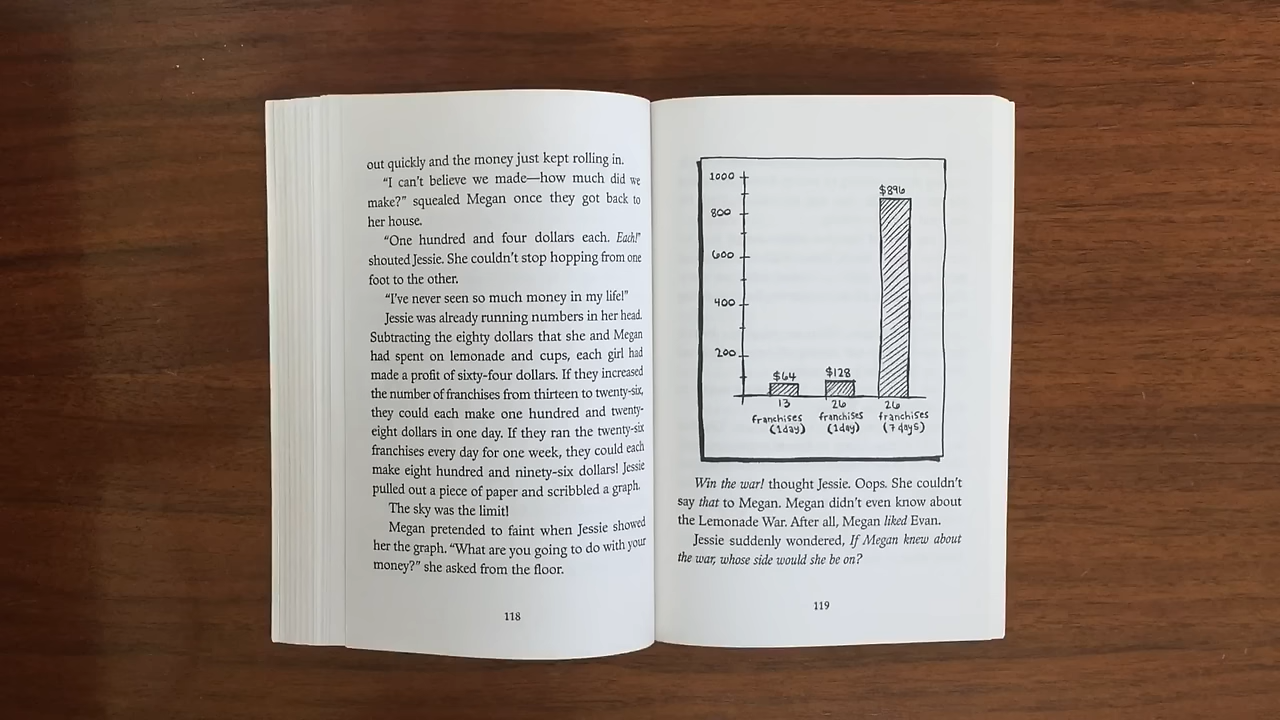 out quickly and the money just kept rolling in.
“I can’t believe we made—how much did we
make?” squealed Megan once they got back to
her house.
“One hundred and four dollars each. Each!”
shouted Jessie. She couldn’t stop hopping from one
foot to the other.
“I’ve never seen so much money in my life!”
Jessie was already running numbers in her head.
Subtracting the eighty dollars that she and Megan
had spent on lemonade and cups, each girl had
made a profit of sixty-four dollars. If they increased
the number of franchises from thirteen to twenty-six,
they could each make one hundred and twenty-
eight dollars in one day. If they ran the twenty-six
franchises every day for one week, they could each
make eight hundred and ninety-six dollars! Jessie
pulled out a piece of paper and scribbled a graph.
The sky was the limit!
Megan pretended to faint when Jessie showed
her the graph. “What are you going to do with your
money?” she asked from the floor.
118
1000
800
600
400
200
$64
$128
$896
13
franchises
(1day)
26
franchises
(1day)
26
franchises
(7 days)
Win the war! thought Jessie. Oops. She couldn’t
say that to Megan. Megan didn’t even know about
the Lemonade War. After all, Megan liked Evan.
Jessie suddenly wondered, If Megan knew about
the war, whose side would she be on?
119